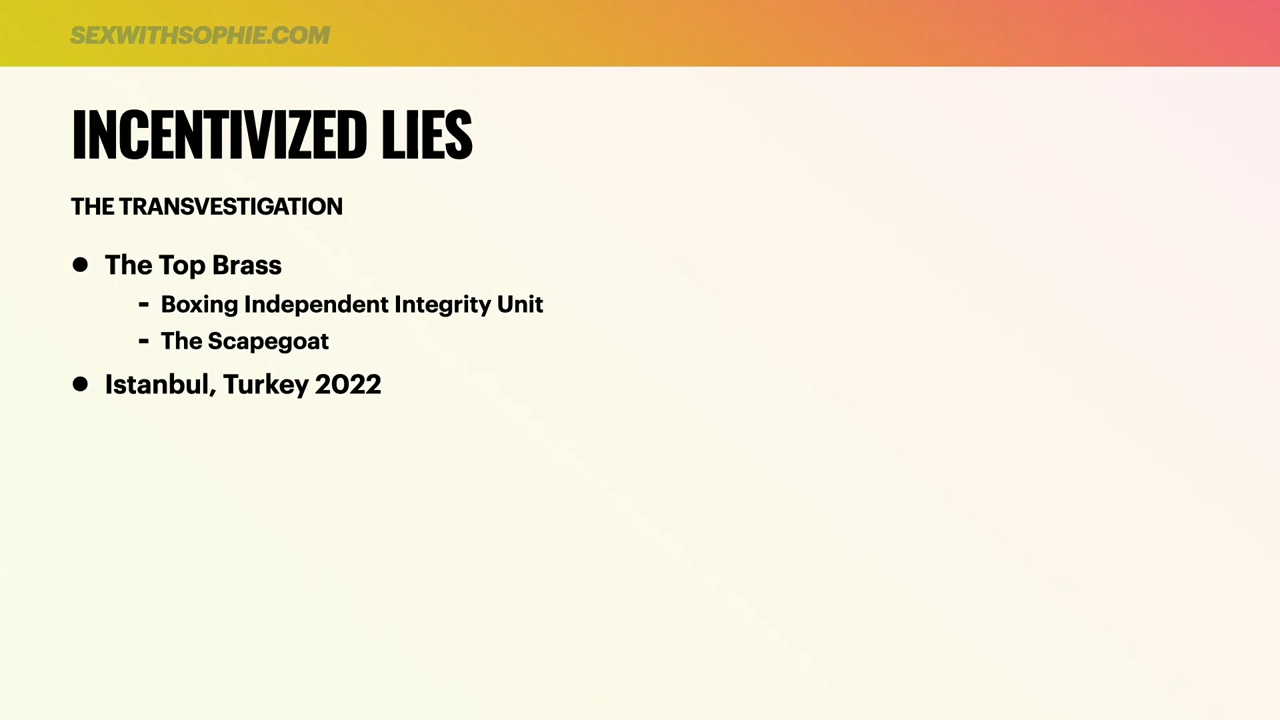 SEXWITHSOPHIE.COM
INCENTIVIZED LIES
THE TRANSVESTIGATION
● The Top Brass
- Boxing Independent Integrity Unit
- The Scapegoat
● Istanbul, Turkey 2022